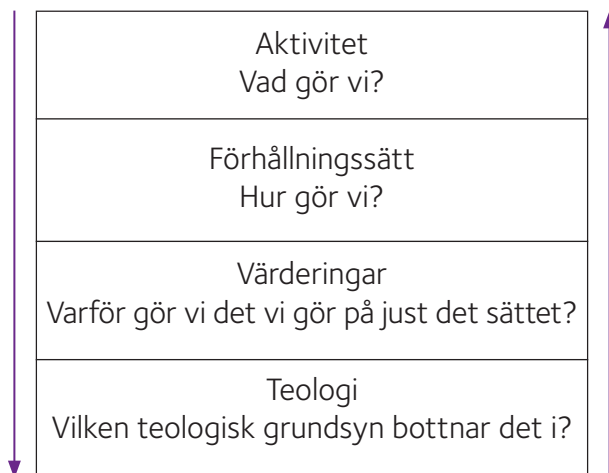 Aktivitet
Vad gör vi?
Förhållningssätt
Hur gör vi?
Värderingar
Varför gör vi det vi gör på just det sättet?
Teologi
Vilken teologisk grundsyn bottnar det i?